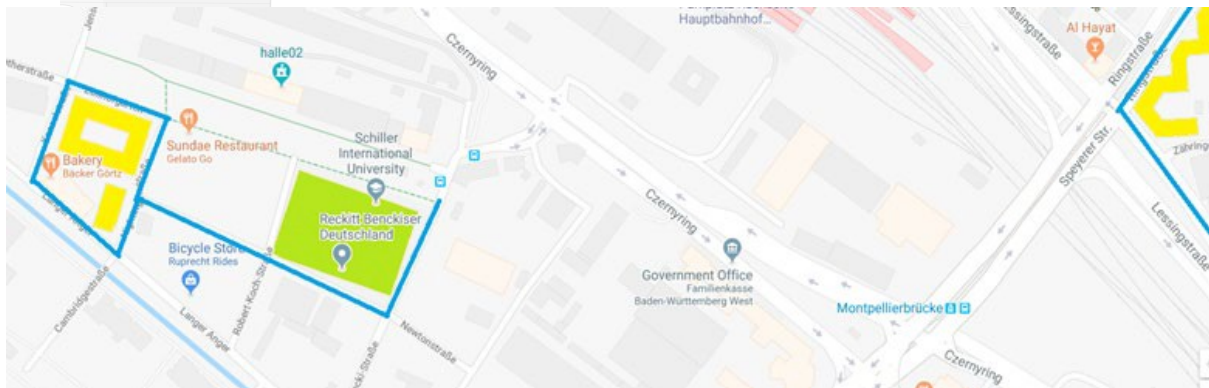 Hauptbahnhof...
Lessingstraße
Al Hayat
Ringstraße
Czernyring
halle02
Speyerer Str.
Sundae Restaurant
Gelato Go
Schiller
International
University
Bakery
Bäcker Görtz
Langer Anger
Reckitt Benckiser
Deutschland
Czernyring
Bicycle Store
Ruprecht Rides
Government Office
Familienkasse
Baden-Württemberg West
Lessingstraße
Montpellierbrücke
Cambridgestraße
Robert-Koch-Straße
Langer Anger
Newtonstraße
Czernyring